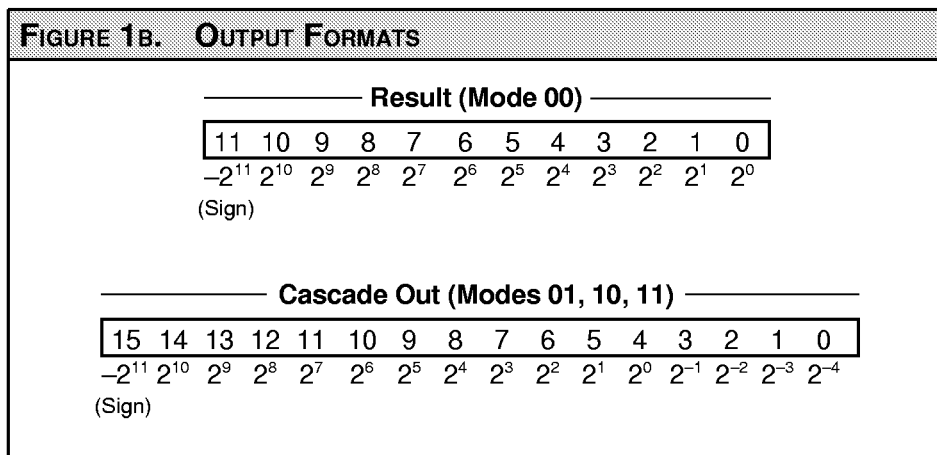 FIGURE 1B. OUTPUT FORMATS
Result (Mode 00)
11 10 9 8 7 6 5 4 3 2 1 0
–2¹¹ 2¹⁰ 2⁹ 2⁸ 2⁷ 2⁶ 2⁵ 2⁴ 2³ 2² 2¹ 2⁰
(Sign)
Cascade Out (Modes 01, 10, 11)
15 14 13 12 11 10 9 8 7 6 5 4 3 2 1 0
–2¹¹ 2¹⁰ 2⁹ 2⁸ 2⁷ 2⁶ 2⁵ 2⁴ 2³ 2² 2¹ 2⁰ 2⁻¹ 2⁻² 2⁻³ 2⁻⁴
(Sign)